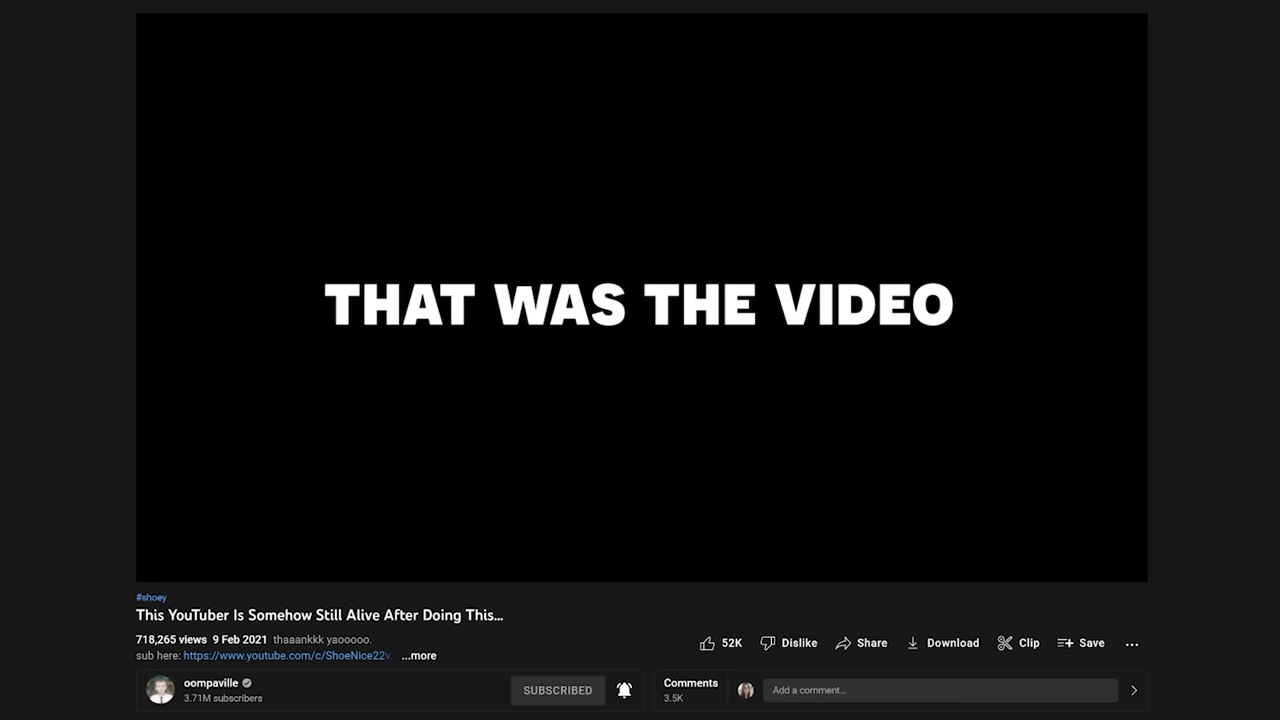 THAT WAS THE VIDEO
#shoey
This YouTuber Is Somehow Still Alive After Doing This...
718,265 views 9 Feb 2021 thaaankkk yaooooo.
sub here: https://www.youtube.com/c/ShoeNice22v ...more
52K Dislike Share Download Clip Save ...
oompaville
3.71M subscribers
SUBSCRIBED
Comments
3.5K
Add a comment...